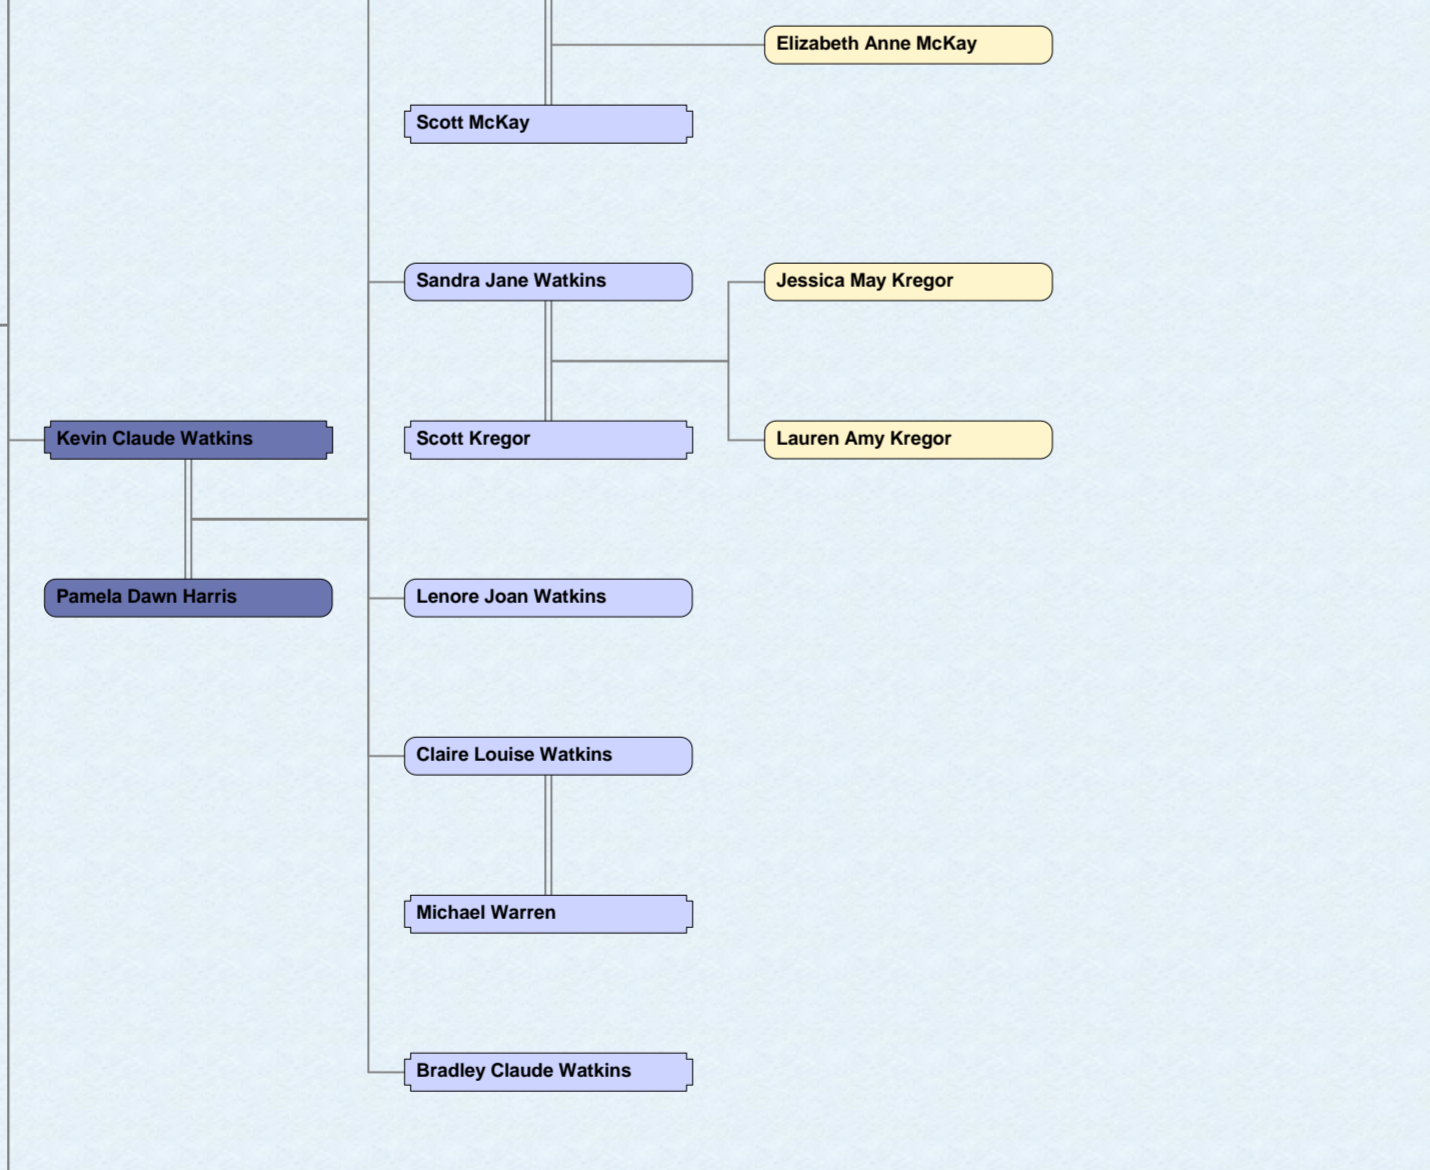 Elizabeth Anne McKay
Scott McKay
Sandra Jane Watkins
Jessica May Kregor
Kevin Claude Watkins
Scott Kregor
Lauren Amy Kregor
Pamela Dawn Harris
Lenore Joan Watkins
Claire Louise Watkins
Michael Warren
Bradley Claude Watkins